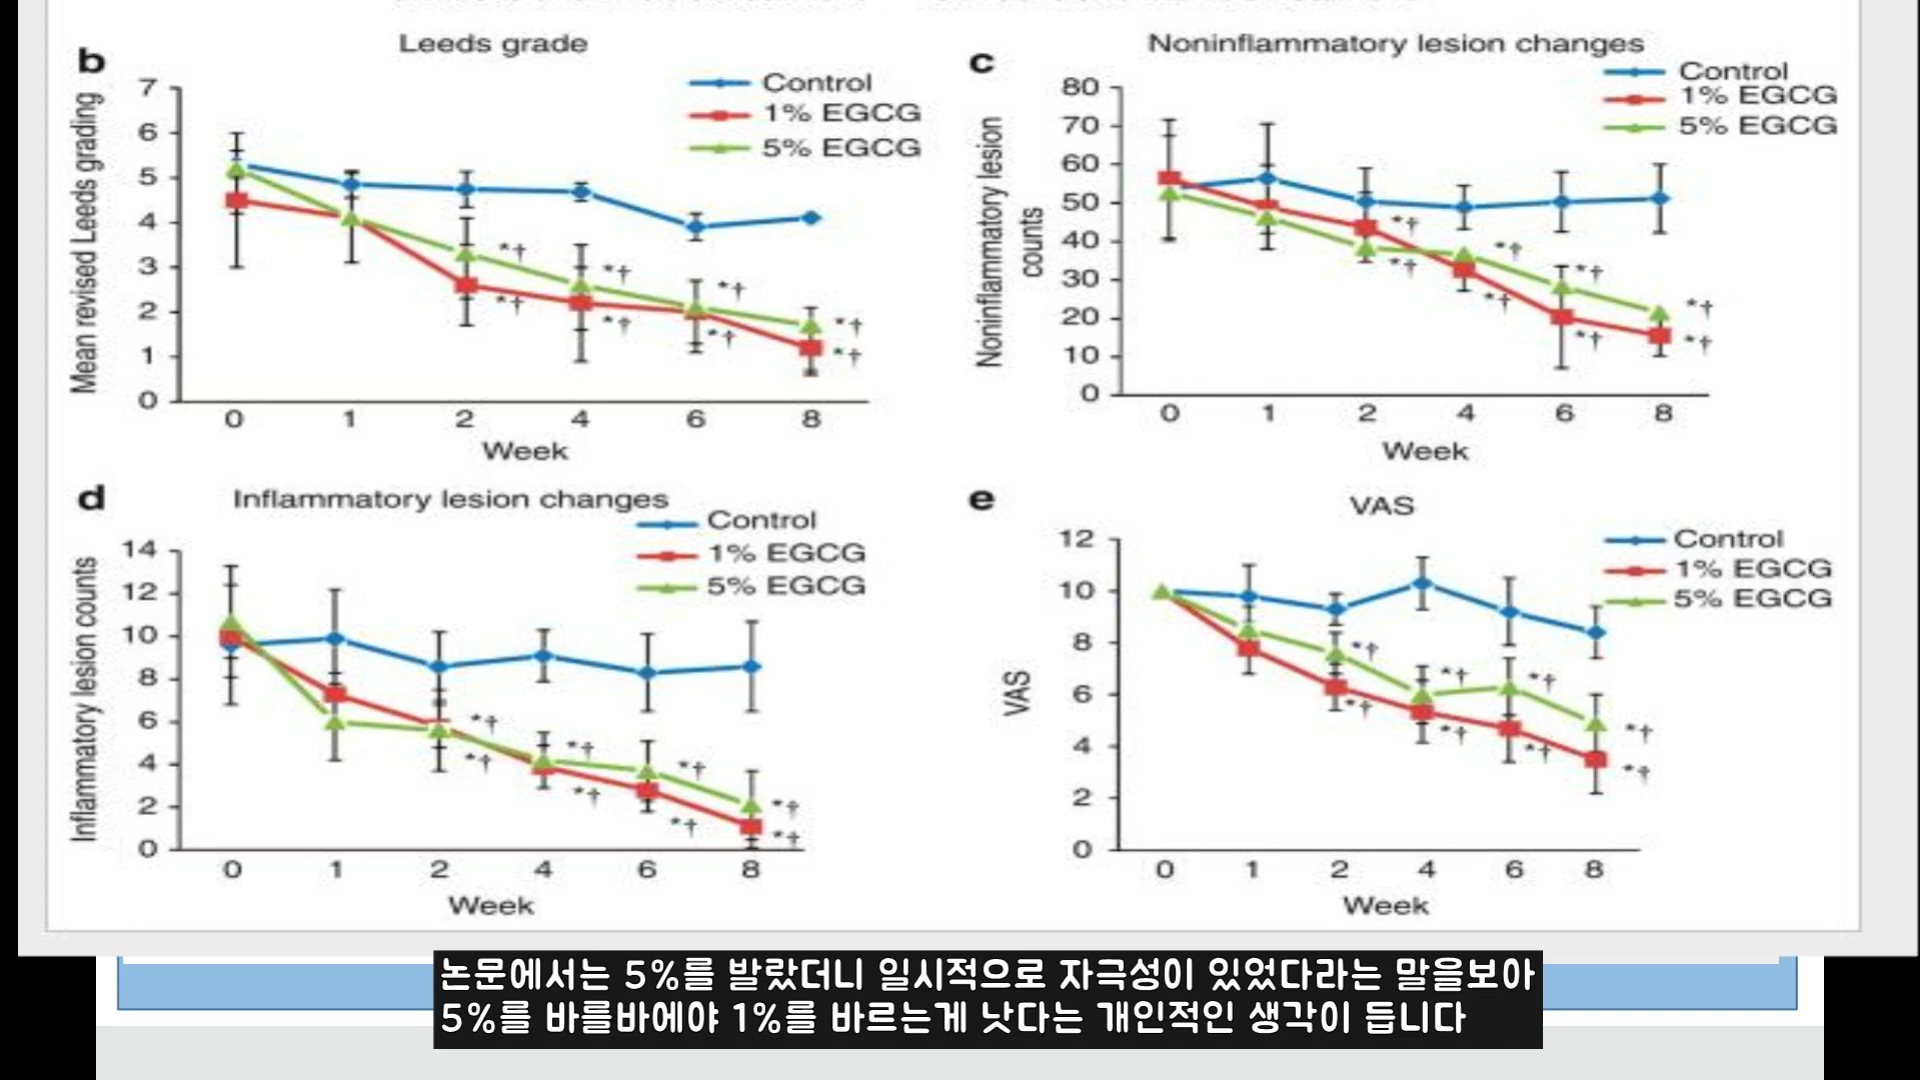 b
Leeds grade
Control
1% EGCG
5% EGCG
Mean revised Leeds grading
7
6
5
4
3
2
1
0
*†
*†
*†
*†
*†
*†
*†
*†
0 1 2 4 6 8
Week
c
Noninflammatory lesion changes
Control
1% EGCG
5% EGCG
Noninflammatory lesion
counts
80
70
60
50
40
30
20
10
0
*†
*†
*†
*†
*†
*†
*†
*†
0 1 2 4 6 8
Week
d
Inflammatory lesion changes
Control
1% EGCG
5% EGCG
Inflammatory lesion counts
14
12
10
8
6
4
2
0
*†
*†
*†
*†
*†
*†
*†
*†
0 1 2 4 6 8
Week
e
VAS
Control
1% EGCG
5% EGCG
VAS
12
10
8
6
4
2
0
*†
*†
*†
*†
*†
*†
*†
*†
0 1 2 4 6 8
Week
논문에서는 5%를 발랐더니 일시적으로 자극성이 있었다라는 말을보아
5%를 바를바에야 1%를 바르는게 낫다는 개인적인 생각이 듭니다